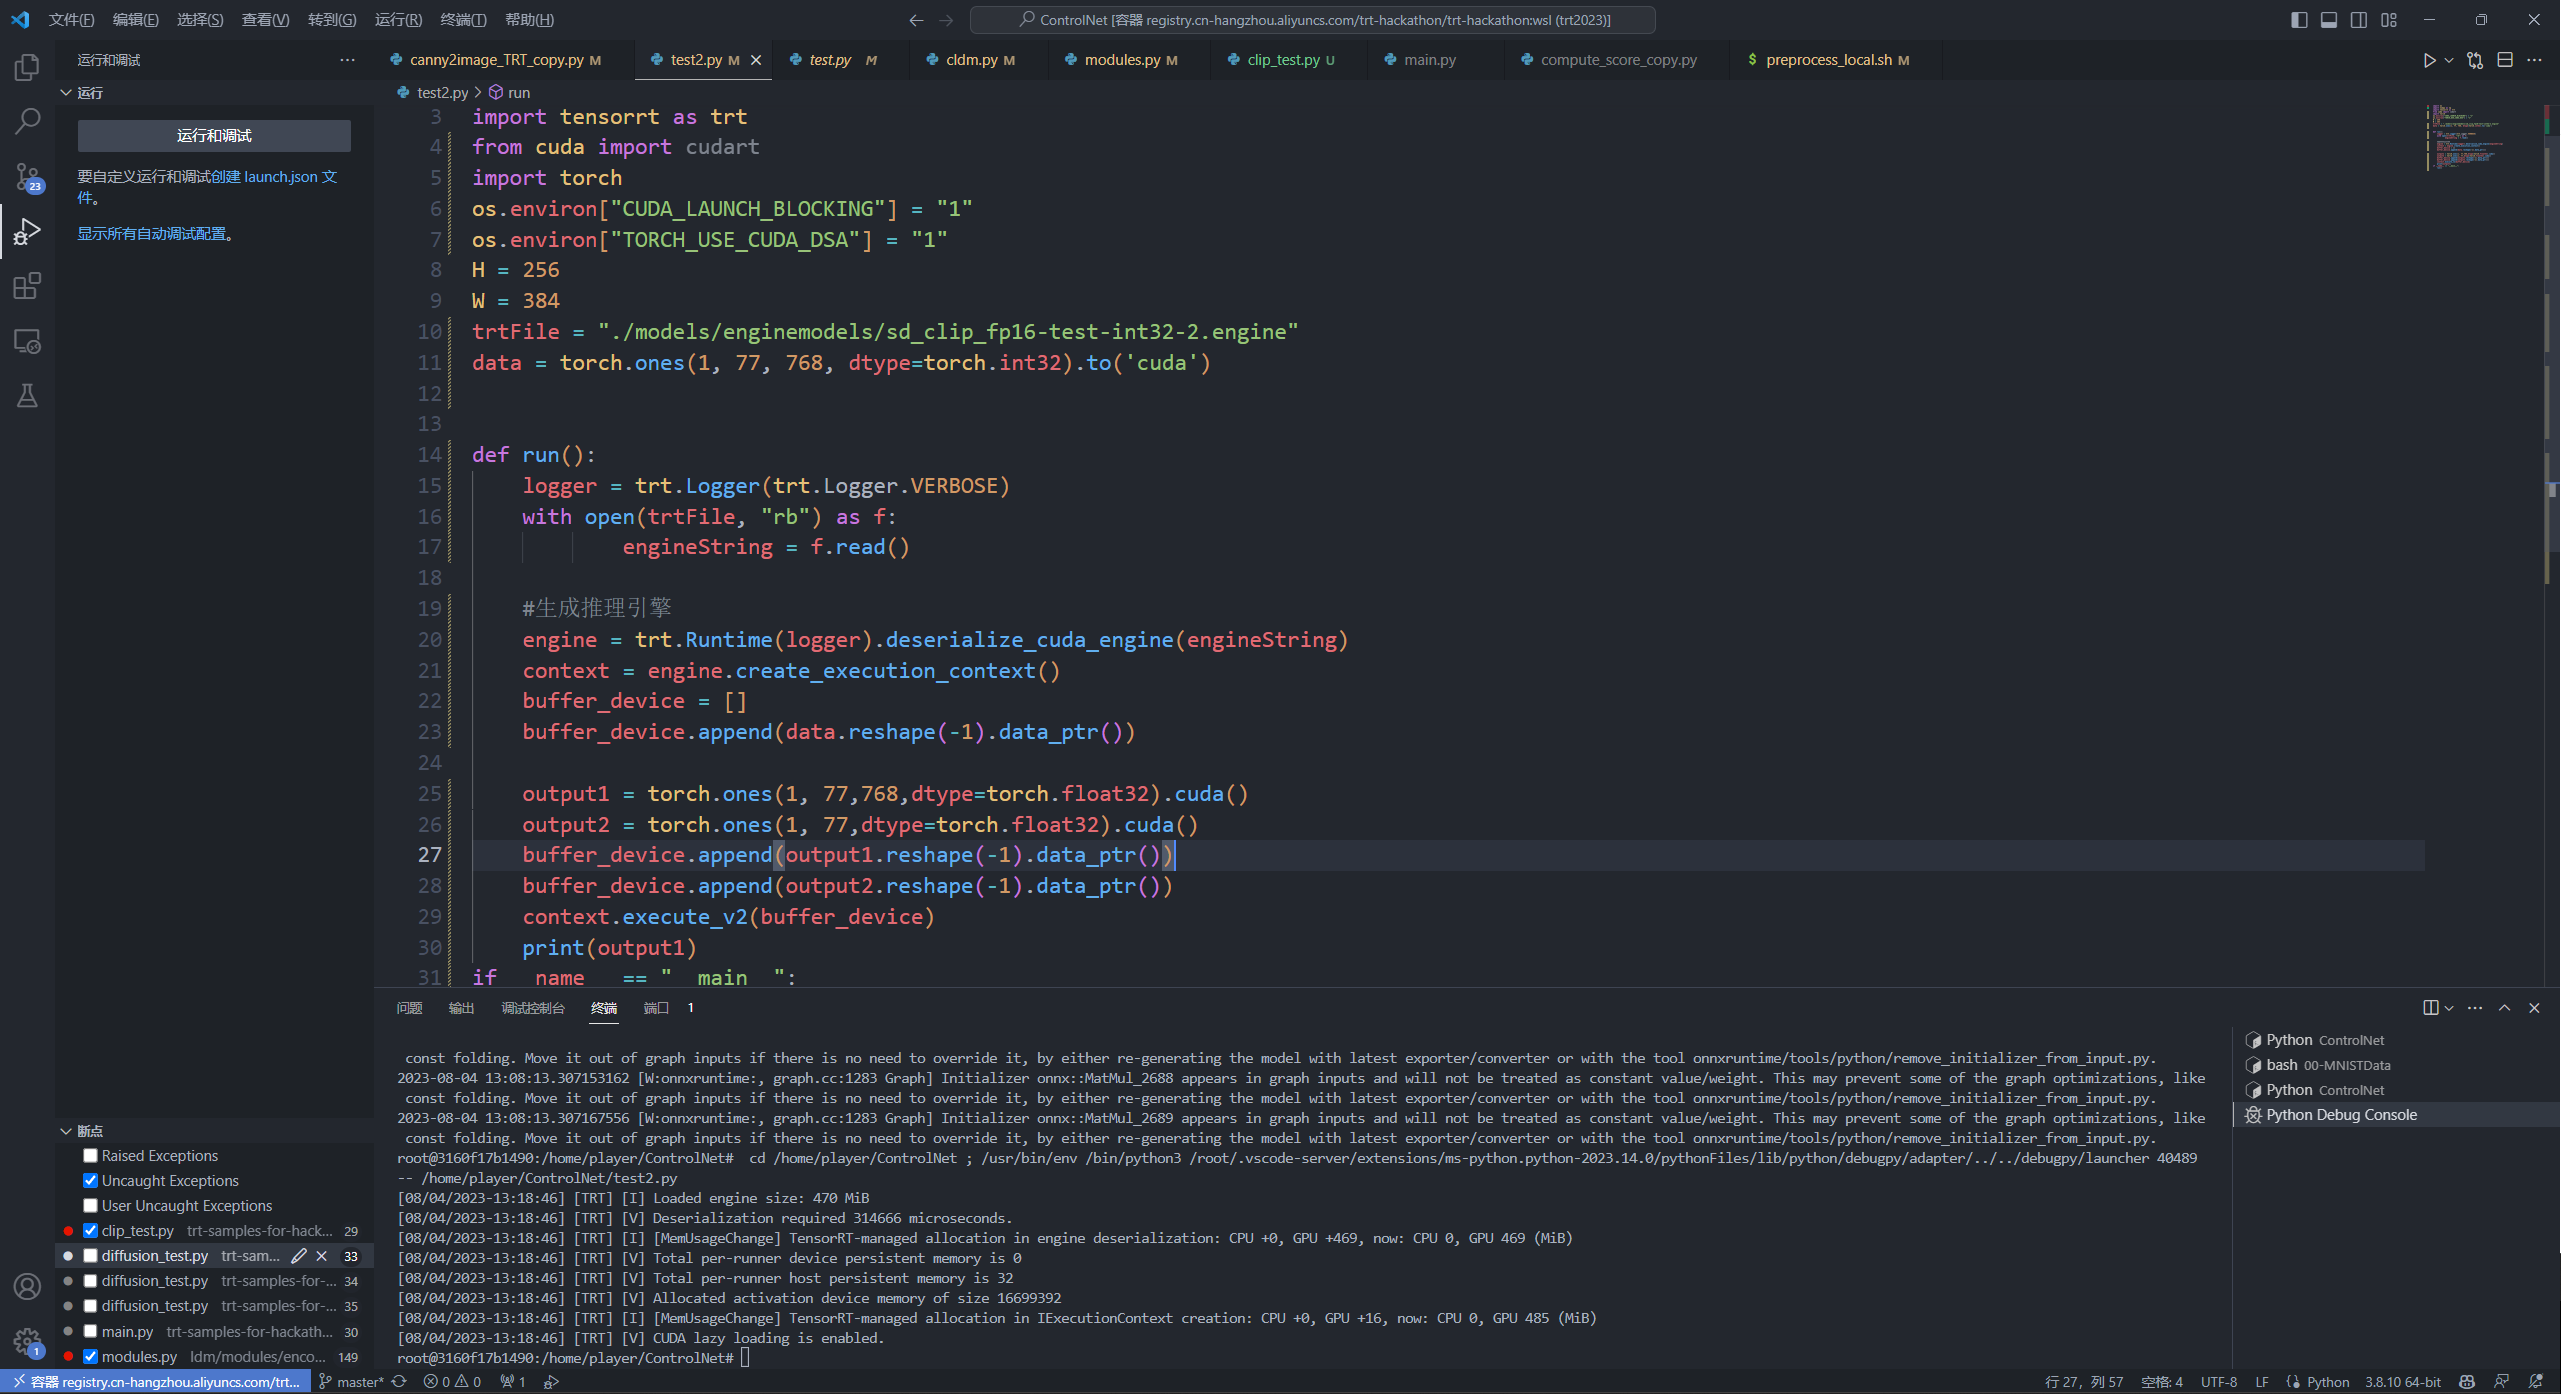 文件(F) 编辑(E) 选择(S) 查看(V) 转到(G) 运行(R) 终端(T) 帮助(H)
ControlNet [容器 registry.cn-hangzhou.aliyuncs.com/trt-hackathon/trt-hackathon:wsl (trt2023)]
运行和调试
canny2image_TRT_copy.py M test2.py M test.py M cldm.py M modules.py M clip_test.py U main.py compute_score_copy.py $ preprocess_local.sh M
运行
test2.py > run
运行和调试
要自定义运行和调试创建 launch.json 文
件。
显示所有自动调试配置。
23
3 import tensorrt as trt
4 from cuda import cudart
5 import torch
6 os.environ["CUDA_LAUNCH_BLOCKING"] = "1"
7 os.environ["TORCH_USE_CUDA_DSA"] = "1"
8 H = 256
9 W = 384
10 trtFile = "./models/enginemodels/sd_clip_fp16-test-int32-2.engine"
11 data = torch.ones(1, 77, 768, dtype=torch.int32).to('cuda')
12
13
14 def run():
15 logger = trt.Logger(trt.Logger.VERBOSE)
16 with open(trtFile, "rb") as f:
17 engineString = f.read()
18
19 #生成推理引擎
20 engine = trt.Runtime(logger).deserialize_cuda_engine(engineString)
21 context = engine.create_execution_context()
22 buffer_device = []
23 buffer_device.append(data.reshape(-1).data_ptr())
24
25 output1 = torch.ones(1, 77,768,dtype=torch.float32).cuda()
26 output2 = torch.ones(1, 77,dtype=torch.float32).cuda()
27 buffer_device.append(output1.reshape(-1).data_ptr())
28 buffer_device.append(output2.reshape(-1).data_ptr())
29 context.execute_v2(buffer_device)
30 print(output1)
31 if __name__ == "__main__":
问题 输出 调试控制台 终端 端口 1
const folding. Move it out of graph inputs if there is no need to override it, by either re-generating the model with latest exporter/converter or with the tool onnxruntime/tools/python/remove_initializer_from_input.py.
2023-08-04 13:08:13.307153162 [W:onnxruntime:, graph.cc:1283 Graph] Initializer onnx::MatMul_2688 appears in graph inputs and will not be treated as constant value/weight. This may prevent some of the graph optimizations, like
const folding. Move it out of graph inputs if there is no need to override it, by either re-generating the model with latest exporter/converter or with the tool onnxruntime/tools/python/remove_initializer_from_input.py.
2023-08-04 13:08:13.307167556 [W:onnxruntime:, graph.cc:1283 Graph] Initializer onnx::MatMul_2689 appears in graph inputs and will not be treated as constant value/weight. This may prevent some of the graph optimizations, like
const folding. Move it out of graph inputs if there is no need to override it, by either re-generating the model with latest exporter/converter or with the tool onnxruntime/tools/python/remove_initializer_from_input.py.
root@3160f17b1490:/home/player/ControlNet# cd /home/player/ControlNet ; /usr/bin/env /bin/python3 /root/.vscode-server/extensions/ms-python.python-2023.14.0/pythonFiles/lib/python/debugpy/adapter/../../debugpy/launcher 40489
-- /home/player/ControlNet/test2.py
[08/04/2023-13:18:46] [TRT] [I] Loaded engine size: 470 MiB
[08/04/2023-13:18:46] [TRT] [V] Deserialization required 314666 microseconds.
[08/04/2023-13:18:46] [TRT] [I] [MemUsageChange] TensorRT-managed allocation in engine deserialization: CPU +0, GPU +469, now: CPU 0, GPU 469 (MiB)
[08/04/2023-13:18:46] [TRT] [V] Total per-runner device persistent memory is 0
[08/04/2023-13:18:46] [TRT] [V] Total per-runner host persistent memory is 32
[08/04/2023-13:18:46] [TRT] [V] Allocated activation device memory of size 16699392
[08/04/2023-13:18:46] [TRT] [I] [MemUsageChange] TensorRT-managed allocation in IExecutionContext creation: CPU +0, GPU +16, now: CPU 0, GPU 485 (MiB)
[08/04/2023-13:18:46] [TRT] [V] CUDA lazy loading is enabled.
root@3160f17b1490:/home/player/ControlNet#
Python ControlNet
bash 00-MNISTData
Python ControlNet
Python Debug Console
断点
Raised Exceptions
Uncaught Exceptions
User Uncaught Exceptions
clip_test.py trt-samples-for-hack... 29
diffusion_test.py trt-sam... 33
diffusion_test.py trt-samples-for-... 34
diffusion_test.py trt-samples-for-... 35
main.py trt-samples-for-hackath... 30
modules.py ldm/modules/enco... 149
1
容器 registry.cn-hangzhou.aliyuncs.com/trt... master* 0 0 1 行 27，列 57 空格: 4 UTF-8 LF Python 3.8.10 64-bit